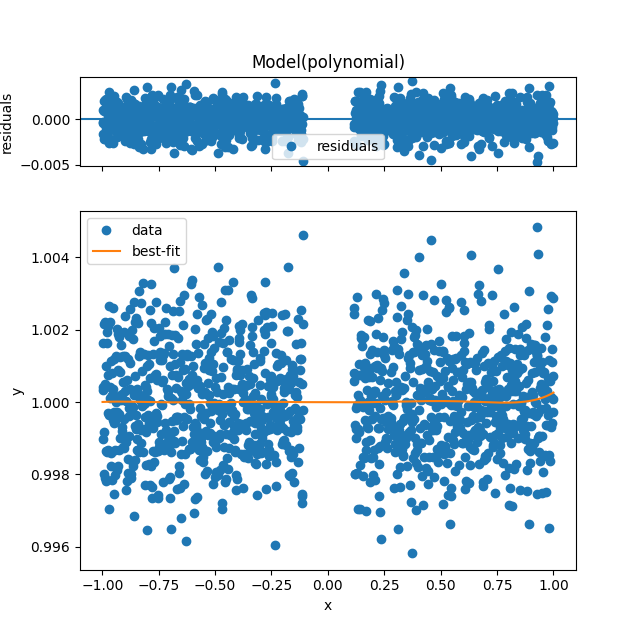 Model(polynomial)
residuals
0.000
−0.005
residuals
data
best-fit
y
1.004
1.002
1.000
0.998
0.996
−1.00 −0.75 −0.50 −0.25 0.00 0.25 0.50 0.75 1.00
x